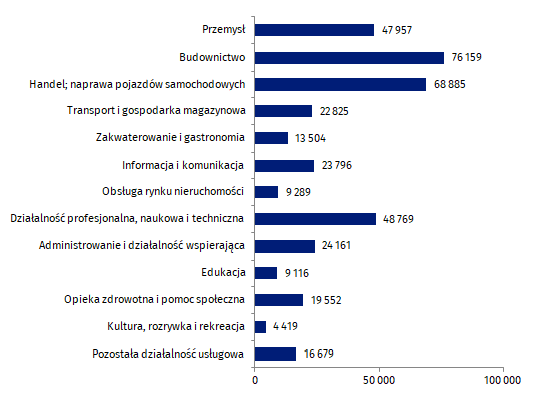 Przemysł 47 957
Budownictwo 76 159
Handel; naprawa pojazdów samochodowych 68 885
Transport i gospodarka magazynowa 22 825
Zakwaterowanie i gastronomia 13 504
Informacja i komunikacja 23 796
Obsługa rynku nieruchomości 9 289
Działalność profesjonalna, naukowa i techniczna 48 769
Administrowanie i działalność wspierająca 24 161
Edukacja 9 116
Opieka zdrowotna i pomoc społeczna 19 552
Kultura, rozrywka i rekreacja 4 419
Pozostała działalność usługowa 16 679
0 50 000 100 000